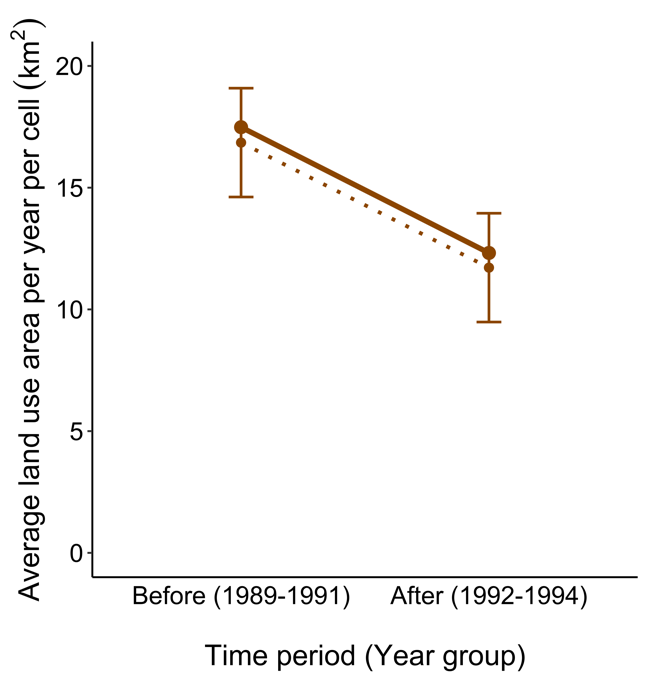 Average land use area per year per cell (km²)
20
15
10
5
0
Before (1989-1991) After (1992-1994)
Time period (Year group)